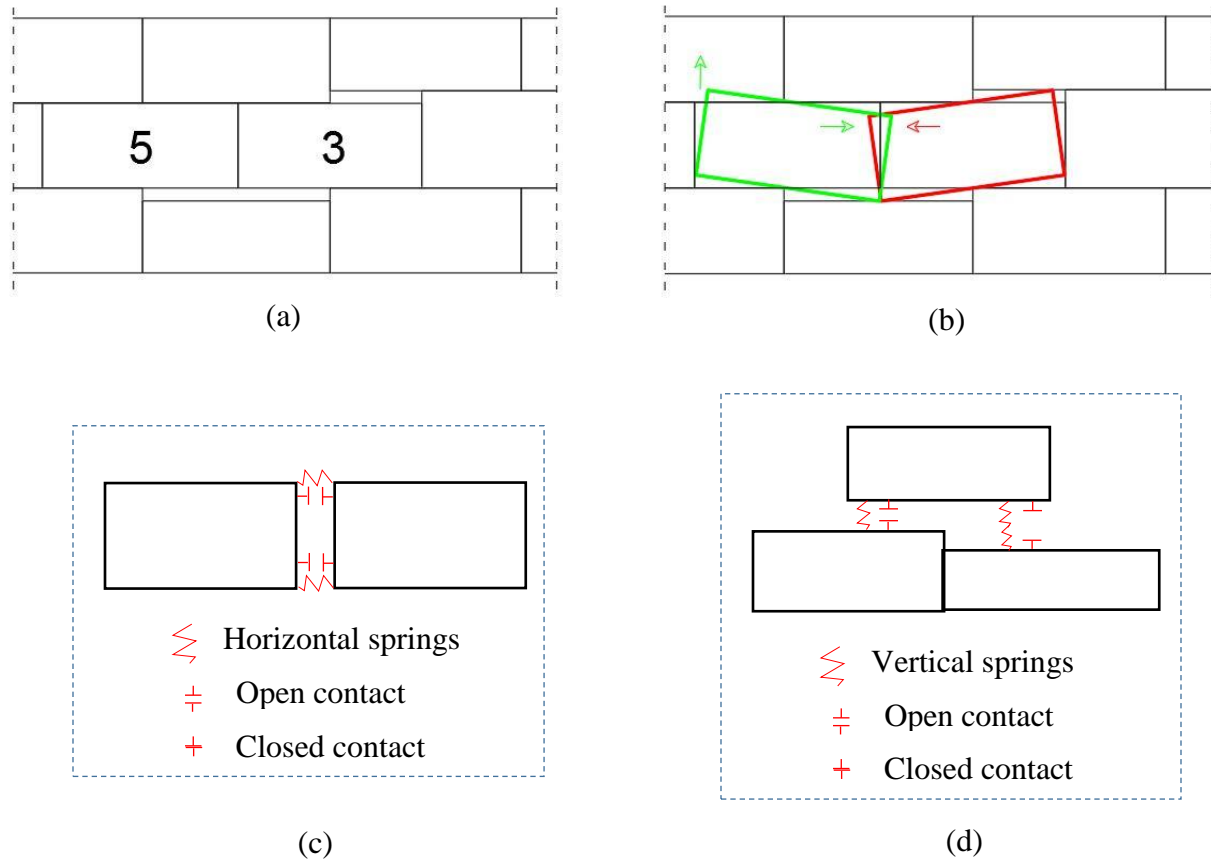 5
3
(a)
(b)
Horizontal springs
Open contact
Closed contact
(c)
Vertical springs
Open contact
Closed contact
(d)